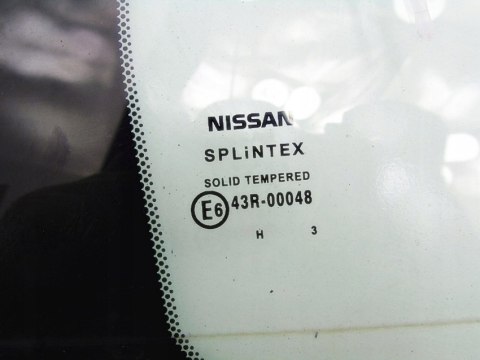 NISSAN
SPLiNTEX
SOLID TEMPERED
E6 43R-00048
H 3